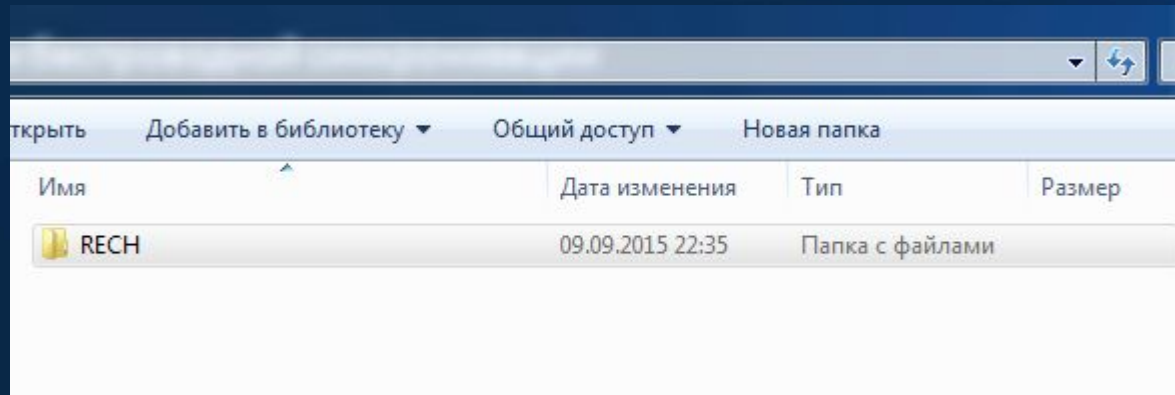 ткрыть Добавить в библиотеку Общий доступ Новая папка
Имя Дата изменения Тип Размер
RECH 09.09.2015 22:35 Папка с файлами